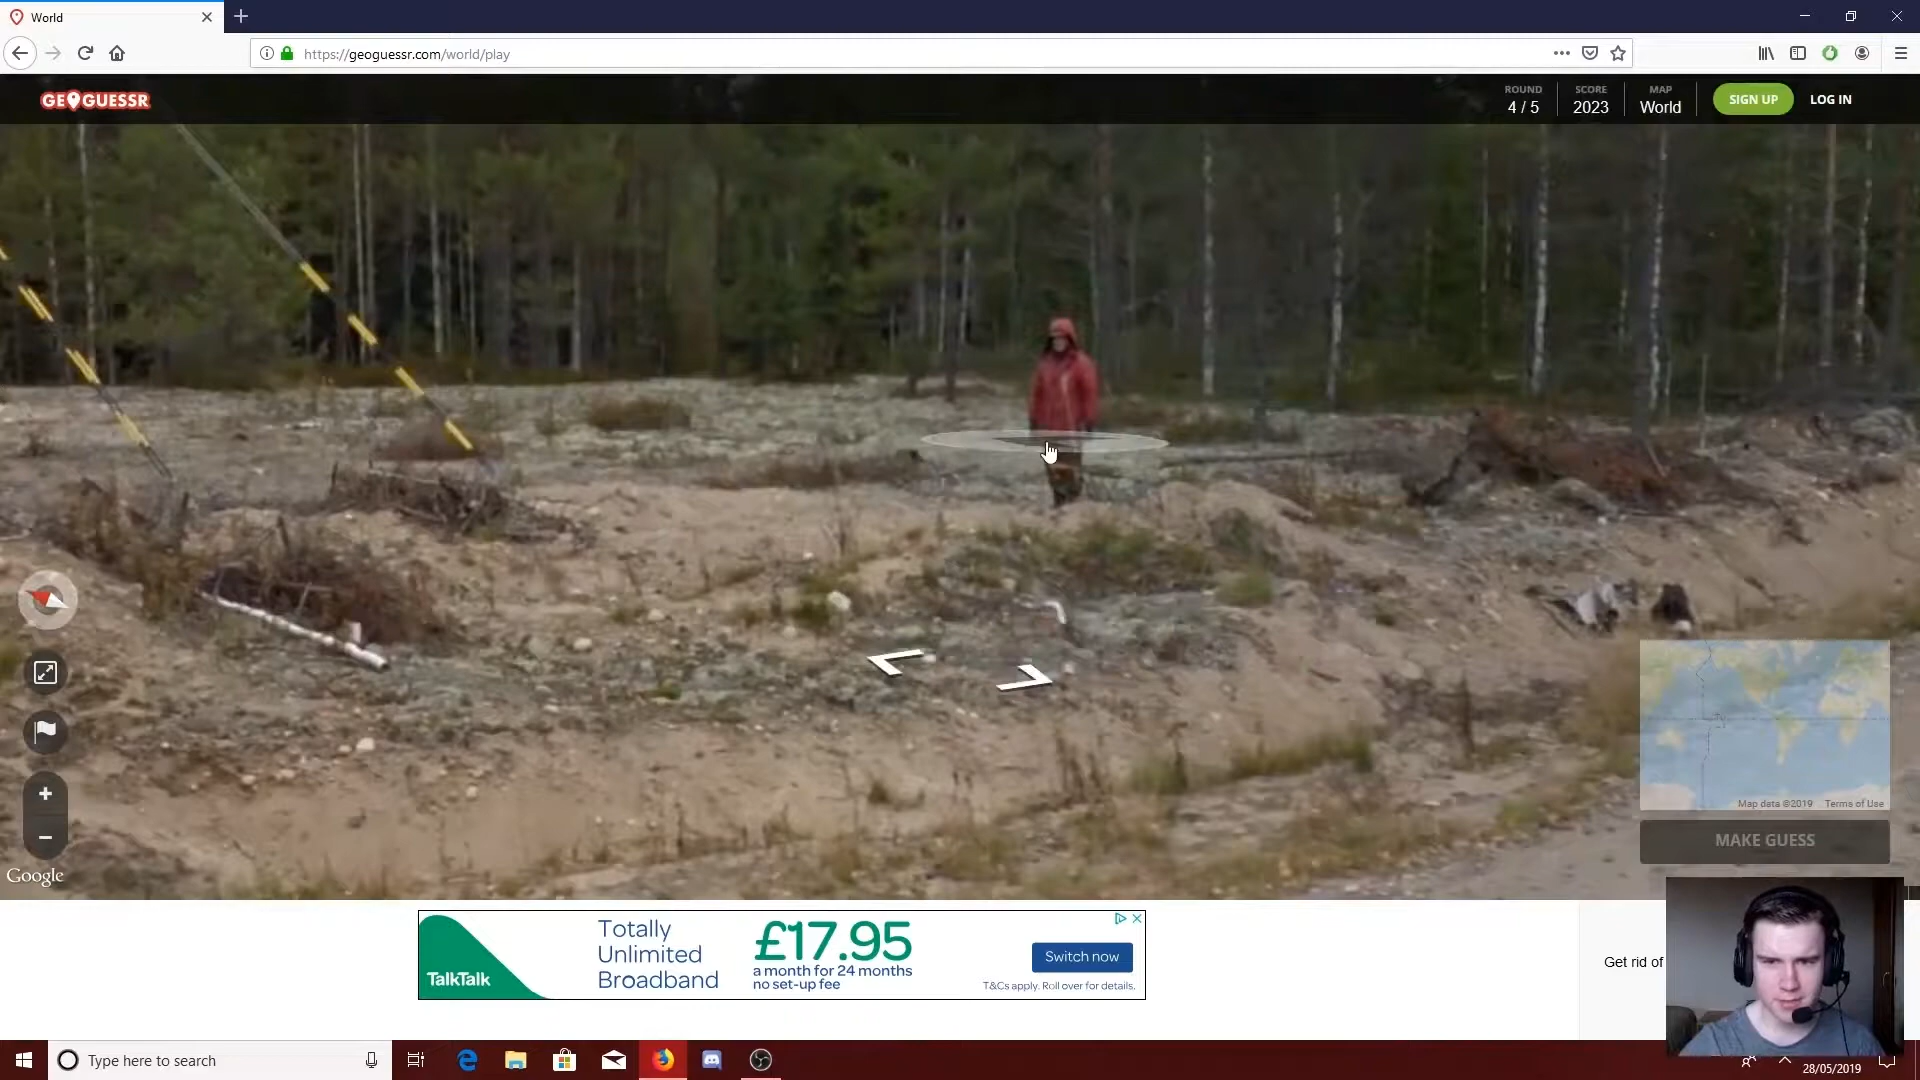 World
https://geoguessr.com/world/play
GEOGUESSR
ROUND
4 / 5
SCORE
2023
MAP
World
SIGN UP
LOG IN
Map data ©2019 Terms of Use
MAKE GUESS
Google
TalkTalk
Totally
Unlimited
Broadband
£17.95
a month for 24 months
no set-up fee
Switch now
T&Cs apply. Roll over for details.
Get rid of
Type here to search
28/05/2019